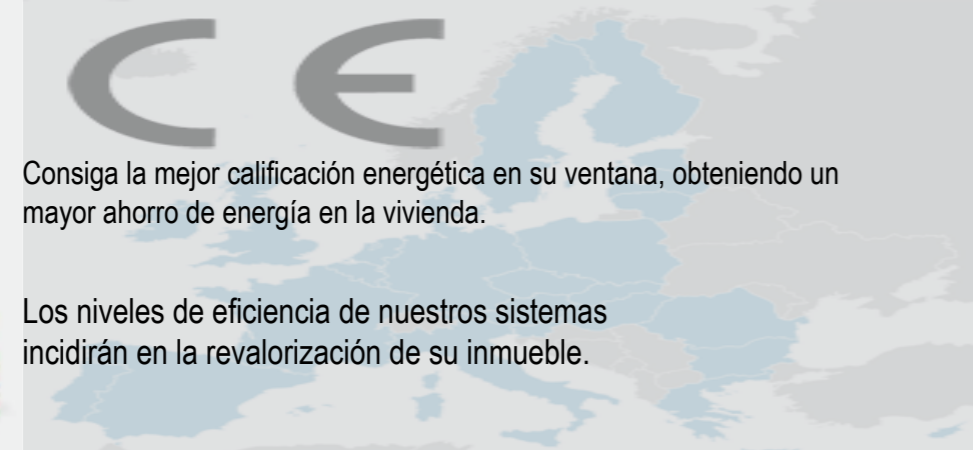 CE
Consiga la mejor calificación energética en su ventana, obteniendo un
mayor ahorro de energía en la vivienda.
Los niveles de eficiencia de nuestros sistemas
incidirán en la revalorización de su inmueble.